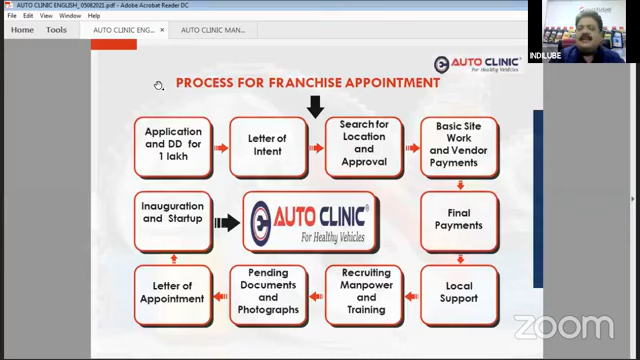 AUTO CLINIC ENGLISH_05082021.pdf - Adobe Acrobat Reader DC
File Edit View Window Help
Home Tools AUTO CLINIC ENG... × AUTO CLINIC MAN...
INDILUBE
AUTO CLINIC®
For Healthy Vehicles
PROCESS FOR FRANCHISE APPOINTMENT
Application
and DD for
1 lakh
Letter of
Intent
Search for
Location
and
Approval
Basic Site
Work
and Vendor
Payments
Inauguration
and Startup
AUTO CLINIC®
For Healthy Vehicles
Final
Payments
Letter of
Appointment
Pending
Documents
and
Photographs
Recruiting
Manpower
and
Training
Local
Support
zoom